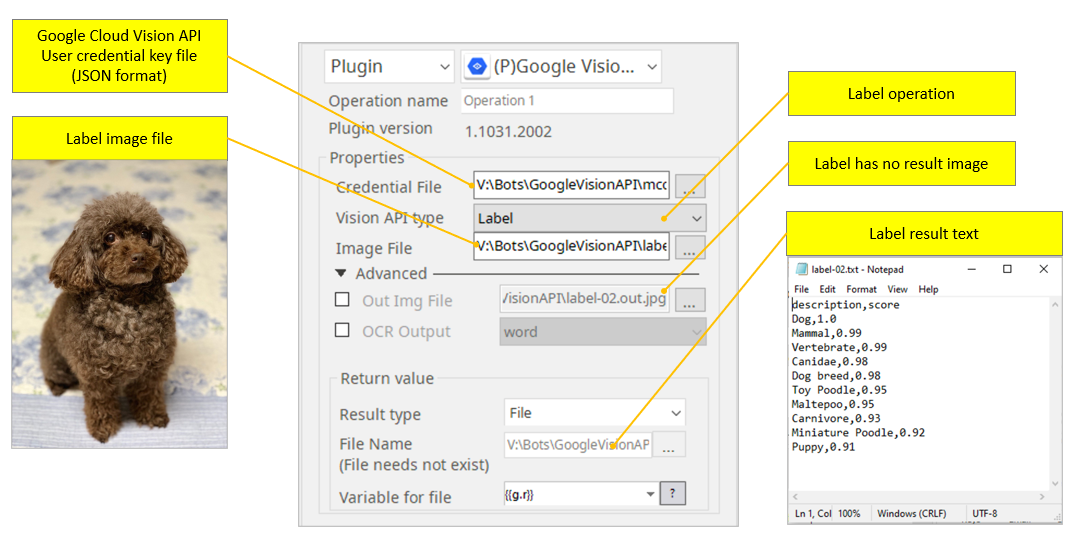 Google Cloud Vision API
User credential key file
(JSON format)
Label image file
Plugin
(P)Google Visio...
Operation name
Operation 1
Plugin version
1.1031.2002
Properties
Credential File
V:\Bots\GoogleVisionAPI\mcc
...
Vision API type
Label
Image File
V:\Bots\GoogleVisionAPI\labe
...
Advanced
Out Img File
/isionAPI\label-02.out.jpg
...
OCR Output
word
Return value
Result type
File
File Name
V:\Bots\GoogleVisionAP
...
(File needs not exist)
Variable for file
{{g.r}}
?
Label operation
Label has no result image
Label result text
label-02.txt - Notepad
File Edit Format View Help
description,score
Dog,1.0
Mammal,0.99
Vertebrate,0.99
Canidae,0.98
Dog breed,0.98
Toy Poodle,0.95
Maltepoo,0.95
Carnivore,0.93
Miniature Poodle,0.92
Puppy,0.91
Ln 1, Col 100% Windows (CRLF) UTF-8